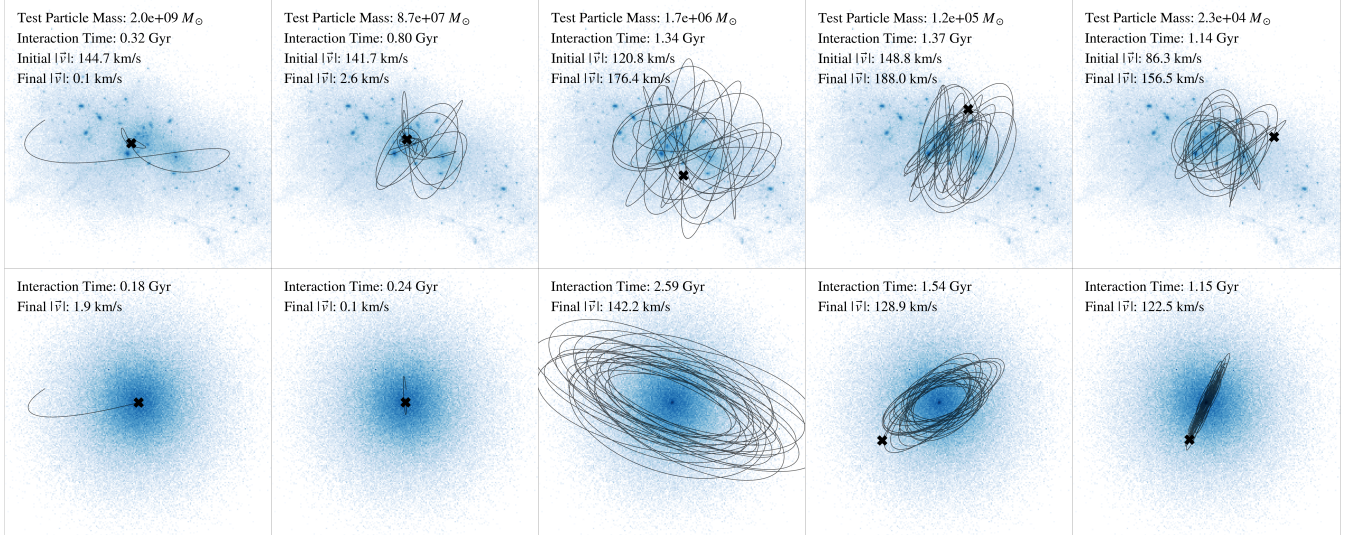 Test Particle Mass: 2.0e+09 M⊙
Interaction Time: 0.32 Gyr
Initial |v⃗|: 144.7 km/s
Final |v⃗|: 0.1 km/s
Test Particle Mass: 8.7e+07 M⊙
Interaction Time: 0.80 Gyr
Initial |v⃗|: 141.7 km/s
Final |v⃗|: 2.6 km/s
Test Particle Mass: 1.7e+06 M⊙
Interaction Time: 1.34 Gyr
Initial |v⃗|: 120.8 km/s
Final |v⃗|: 176.4 km/s
Test Particle Mass: 1.2e+05 M⊙
Interaction Time: 1.37 Gyr
Initial |v⃗|: 148.8 km/s
Final |v⃗|: 188.0 km/s
Test Particle Mass: 2.3e+04 M⊙
Interaction Time: 1.14 Gyr
Initial |v⃗|: 86.3 km/s
Final |v⃗|: 156.5 km/s
Interaction Time: 0.18 Gyr
Final |v⃗|: 1.9 km/s
Interaction Time: 0.24 Gyr
Final |v⃗|: 0.1 km/s
Interaction Time: 2.59 Gyr
Final |v⃗|: 142.2 km/s
Interaction Time: 1.54 Gyr
Final |v⃗|: 128.9 km/s
Interaction Time: 1.15 Gyr
Final |v⃗|: 122.5 km/s